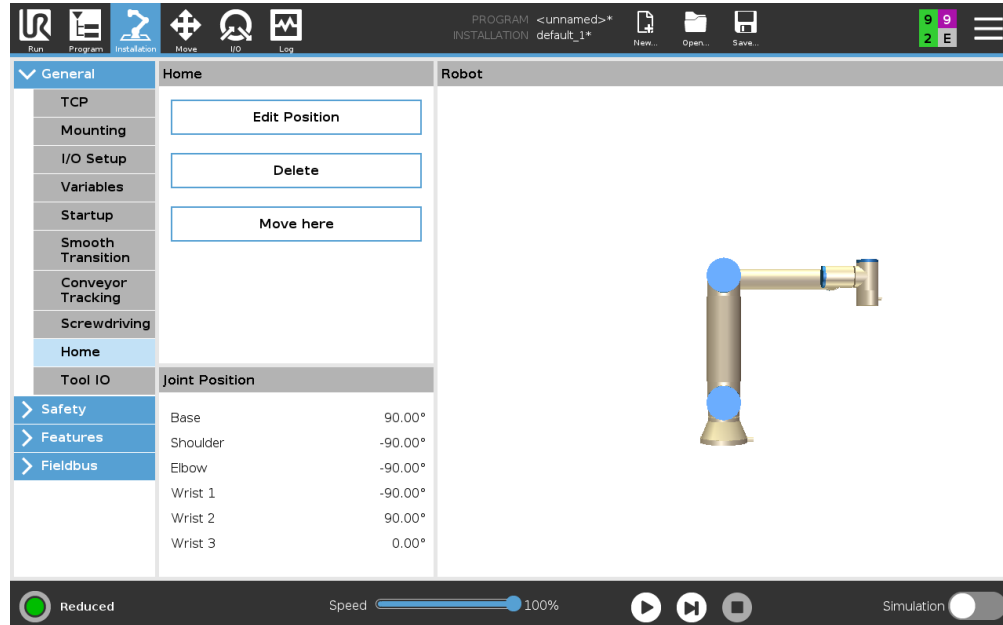 UR
PROGRAM <unnamed>*
INSTALLATION default_1*
9 9
2 E
Run Program Installation Move I/O Log New... Open... Save...
General
TCP
Mounting
I/O Setup
Variables
Startup
Smooth
Transition
Conveyor
Tracking
Screwdriving
Home
Tool IO
Safety
Features
Fieldbus
Home
Edit Position
Delete
Move here
Joint Position
Base 90.00°
Shoulder -90.00°
Elbow -90.00°
Wrist 1 -90.00°
Wrist 2 90.00°
Wrist 3 0.00°
Robot
Reduced Speed 100% Simulation